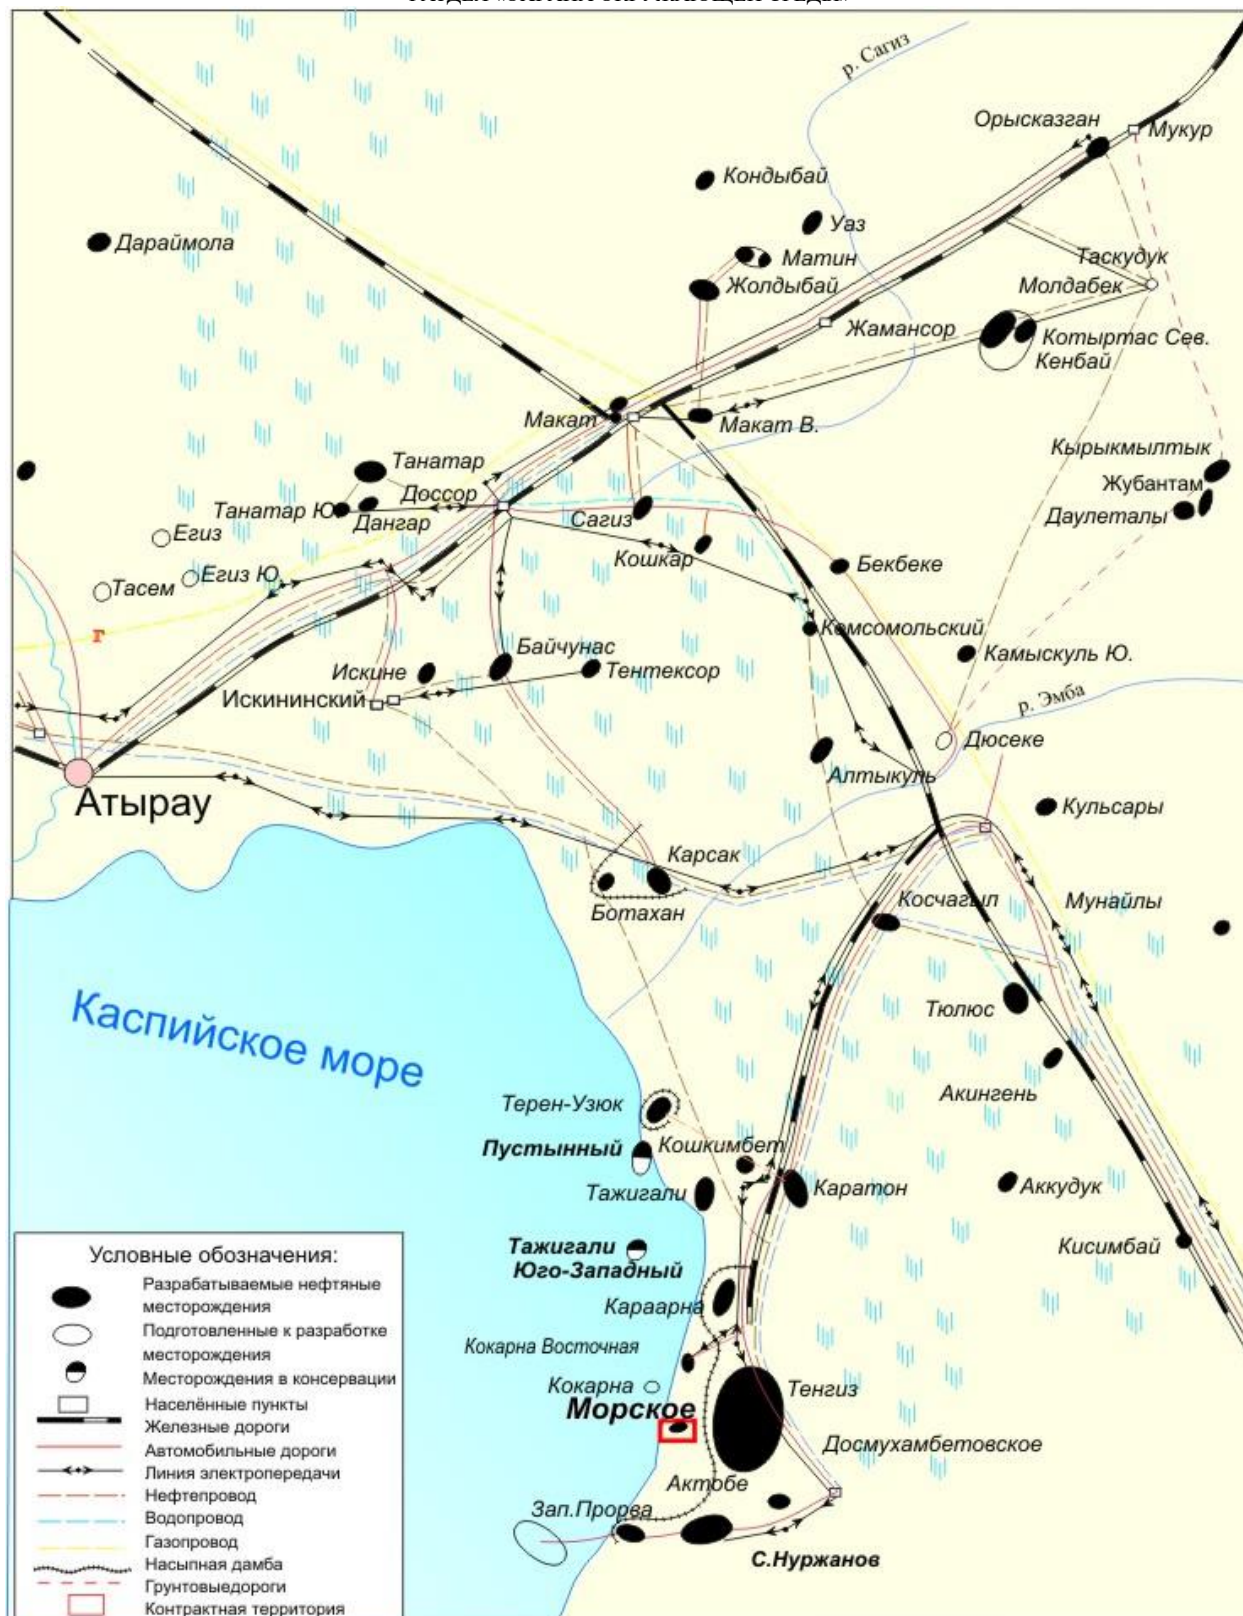 р. Сагиз
Орысказган
Мукур
Кондыбай
Уаз
Дараймола
Матин
Таскудук
Жолдыбай
Молдабек
Жамансор
Котыртас Сев.
Кенбай
Макат
Макат В.
Танатар
Кырыкмылтык
Доссор
Жубантам
Танатар Ю
Дангар
Сагиз
Даулеталы
Егиз
Кошкар
Бекбеке
Егиз Ю
Тасем
Г
Комсомольский
Байчунас
Камыскуль Ю.
Искине
Тентексор
Искининский
р. Эмба
Дюсеке
Алтыкуль
Атырау
Кульсары
Карсак
Косчагыл
Мунайлы
Ботахан
Каспийское море
Тюлюс
Акингень
Терен-Узюк
Пустынный
Кошкимбет
Тажигали
Каратон
Аккудук
Тажигали
Юго-Западный
Кисимбай
Караарна
Кокарна Восточная
Кокарна
Тенгиз
Морское
Досмухамбетовское
Актобе
Зап.Прорва
С.Нуржанов
Условные обозначения:
Разрабатываемые нефтяные
месторождения
Подготовленные к разработке
месторождения
Месторождения в консервации
Населённые пункты
Железные дороги
Автомобильные дороги
Линия электропередачи
Нефтепровод
Водопровод
Газопровод
Насыпная дамба
Грунтовыедороги
Контрактная территория